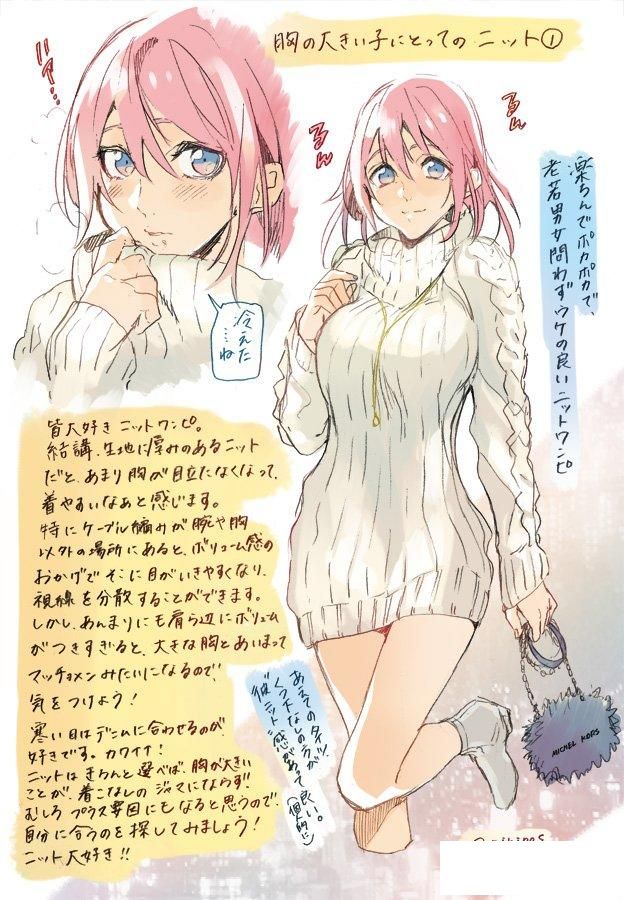 胸の大きい子にとってのニット①
ハァ…
るん
るん
冷えた
……ね
楽ちんでポカポカで、
老若男女問わずウケの良いニットワンピ
皆大好きニットワンピ。
結講、生地に厚みのあるニット
だと、あまり胸が目立たなくなって、
着やすいなあと感じます。
特にケーブル編みが腕や胸
以外の場所にあると、ボリューム感の
おかげでそこに目がいきやすくなり、
視線を分散することができます。
しかし、あんまりにも肩ら辺にボリューム
がつきすぎると、大きな胸とあいまって
マッチョメンみたいになるので、
気をつけよう!
寒い日はデニムに合わせるのが
好きです。カワイイ!
ニットはきちんと選べば、胸が大きい
ことが、着こなしのジャマにならず、
むしろプラス要因にもなると思うので、
自分に合うのを探してみましょう!
ニット大好き!!
あえてのタイツ、
くつ下なしの方が
彼ニット感があって良い。
(個人的に)
MICHEL KORS